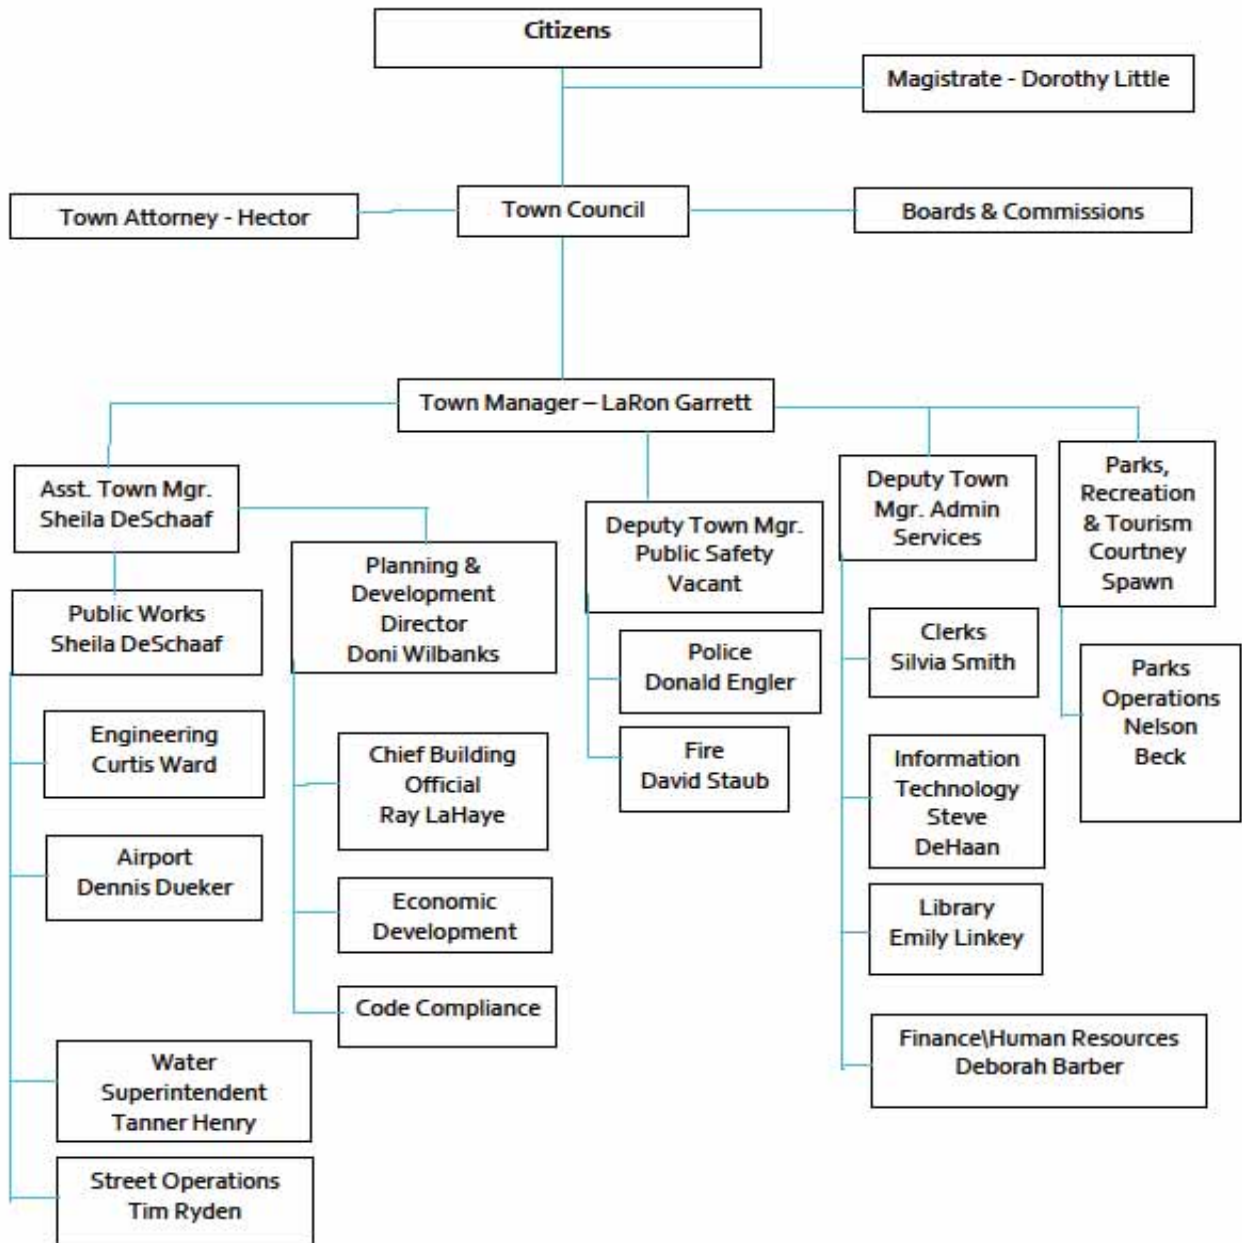 Citizens
Magistrate - Dorothy Little
Town Attorney - Hector
Town Council
Boards & Commissions
Town Manager – LaRon Garrett
Asst. Town Mgr.
Sheila DeSchaaf
Public Works
Sheila DeSchaaf
Engineering
Curtis Ward
Airport
Dennis Dueker
Water
Superintendent
Tanner Henry
Street Operations
Tim Ryden
Planning &
Development
Director
Doni Wilbanks
Chief Building
Official
Ray LaHaye
Economic
Development
Code Compliance
Deputy Town Mgr.
Public Safety
Vacant
Police
Donald Engler
Fire
David Staub
Deputy Town
Mgr. Admin
Services
Clerks
Silvia Smith
Information
Technology
Steve
DeHaan
Library
Emily Linkey
Finance\Human Resources
Deborah Barber
Parks,
Recreation
& Tourism
Courtney
Spawn
Parks
Operations
Nelson
Beck